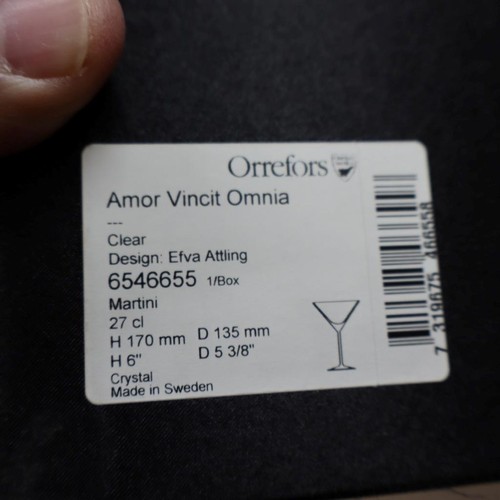 Orrefors
Amor Vincit Omnia
---
Clear
Design: Efva Attling
6546655 1/Box
Martini
27 cl
H 170 mm D 135 mm
H 6" D 5 3/8"
Crystal
Made in Sweden
7 319675 466558